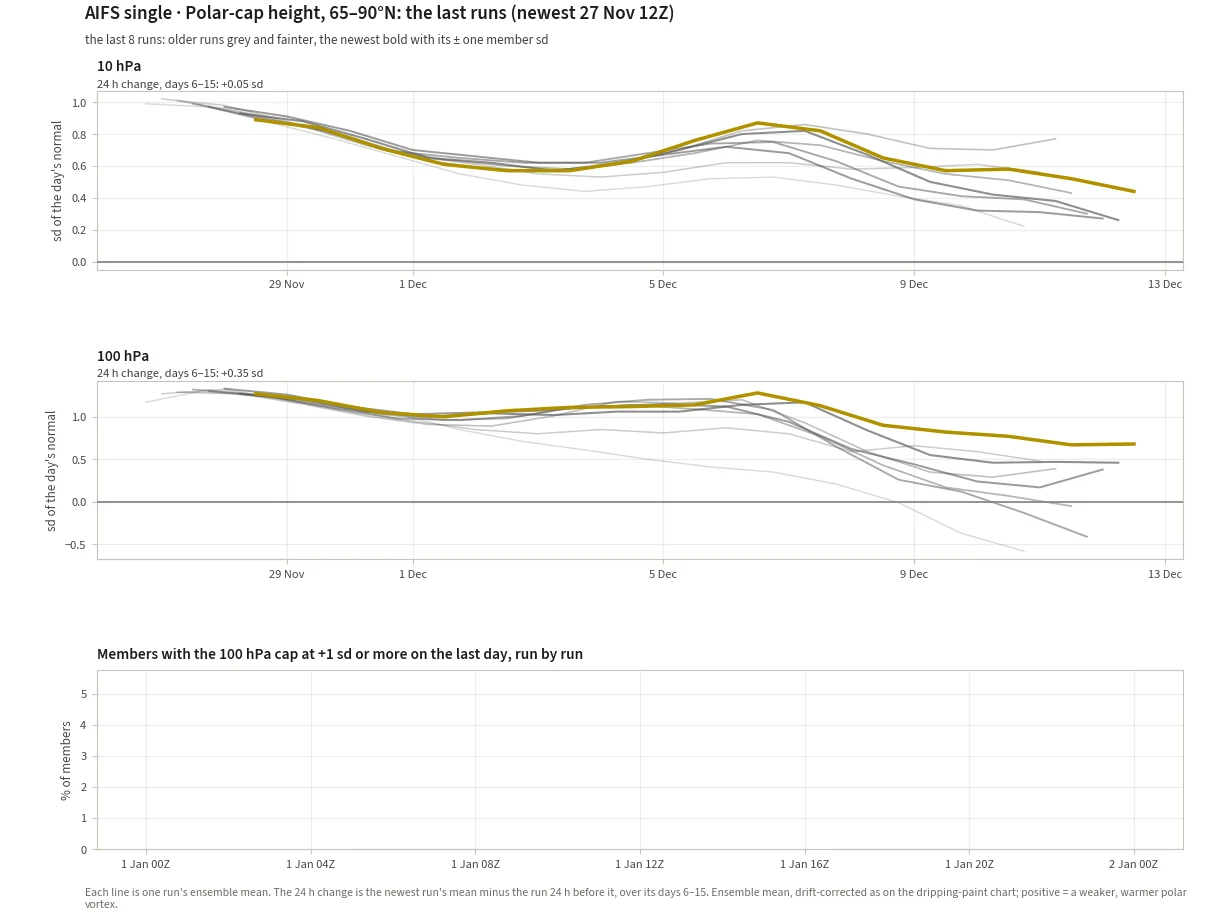 AIFS single · Polar-cap height, 65–90°N: the last runs (newest 27 Nov 12Z)
the last 8 runs: older runs grey and fainter, the newest bold with its ± one member sd
10 hPa
24 h change, days 6–15: +0.05 sd
sd of the day's normal
1.0
0.8
0.6
0.4
0.2
0.0
29 Nov
1 Dec
5 Dec
9 Dec
13 Dec
100 hPa
24 h change, days 6–15: +0.35 sd
sd of the day's normal
1.0
0.5
0.0
−0.5
29 Nov
1 Dec
5 Dec
9 Dec
13 Dec
Members with the 100 hPa cap at +1 sd or more on the last day, run by run
% of members
5
4
3
2
1
0
1 Jan 00Z
1 Jan 04Z
1 Jan 08Z
1 Jan 12Z
1 Jan 16Z
1 Jan 20Z
2 Jan 00Z
Each line is one run's ensemble mean. The 24 h change is the newest run's mean minus the run 24 h before it, over its days 6–15. Ensemble mean, drift-corrected as on the dripping-paint chart; positive = a weaker, warmer polar
vortex.